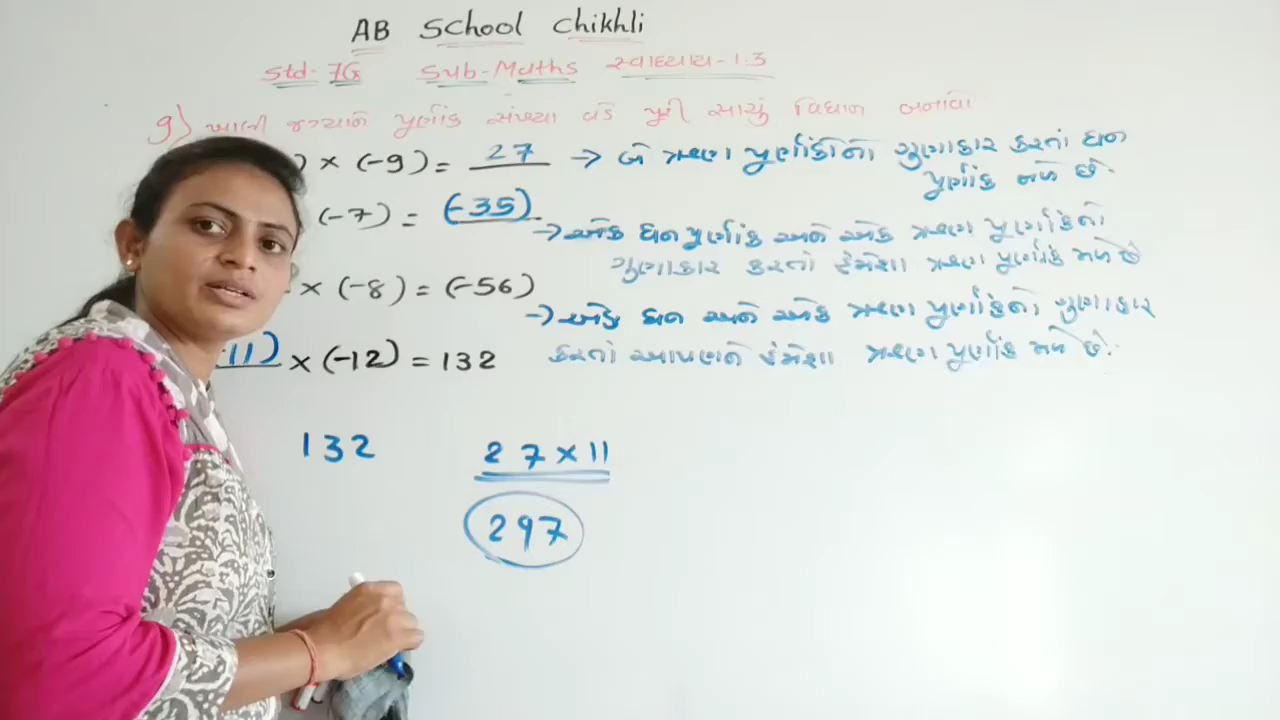 AB School Chikhli
Std-7G Sub-Maths સ્વાધ્યાય-1.3
9) ખાલી જગ્યાને પૂર્ણાંક સંખ્યા વડે પૂરી સાચું વિધાન બનાવો
) × (-9) = 27 → બે ઋણ પૂર્ણાંકોનો ગુણાકાર કરતાં ધન
પૂર્ણાંક મળે છે.
(-7) = (-35)
→ એક ધન પૂર્ણાંક અને એક ઋણ પૂર્ણાંકનો
ગુણાકાર કરતાં હંમેશા ઋણ પૂર્ણાંક મળે છે
× (-8) = (-56)
→ એક ધન અને એક ઋણ પૂર્ણાંકનો ગુણાકાર
કરતાં આપણને હંમેશા ઋણ પૂર્ણાંક મળે છે.
-11) × (-12) = 132
132 27×11
297